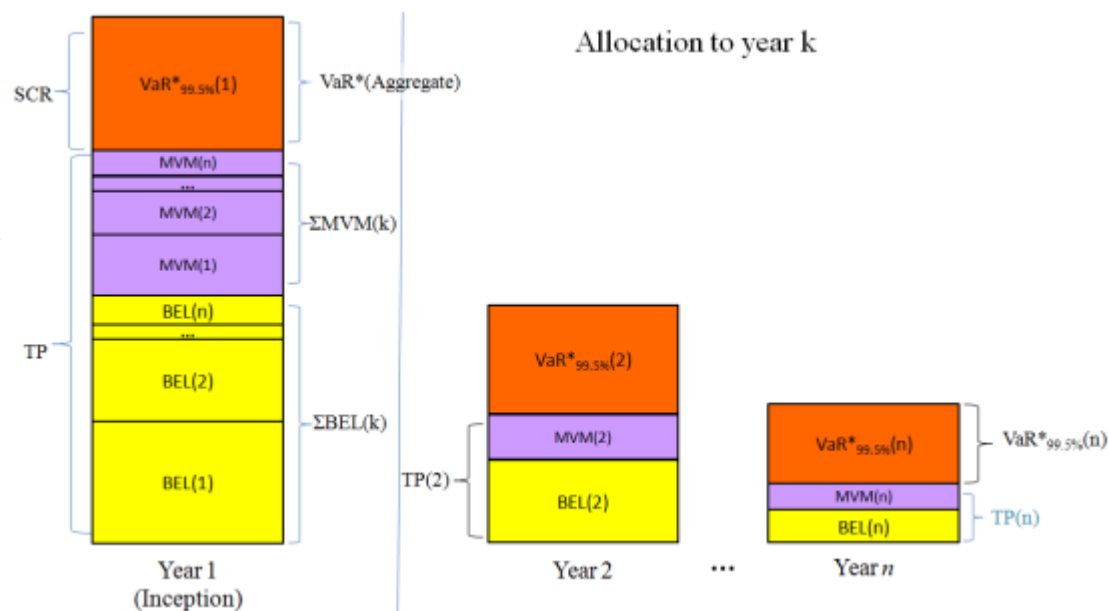 Allocation to year k
SCR
VaR*99.5%(1)
VaR*(Aggregate)
MVM(n)
...
MVM(2)
MVM(1)
ΣMVM(k)
TP
BEL(n)
...
BEL(2)
BEL(1)
ΣBEL(k)
Year 1
(Inception)
VaR*99.5%(2)
MVM(2)
BEL(2)
TP(2)
Year 2
...
VaR*99.5%(n)
MVM(n)
BEL(n)
VaR*99.5%(n)
TP(n)
Year n